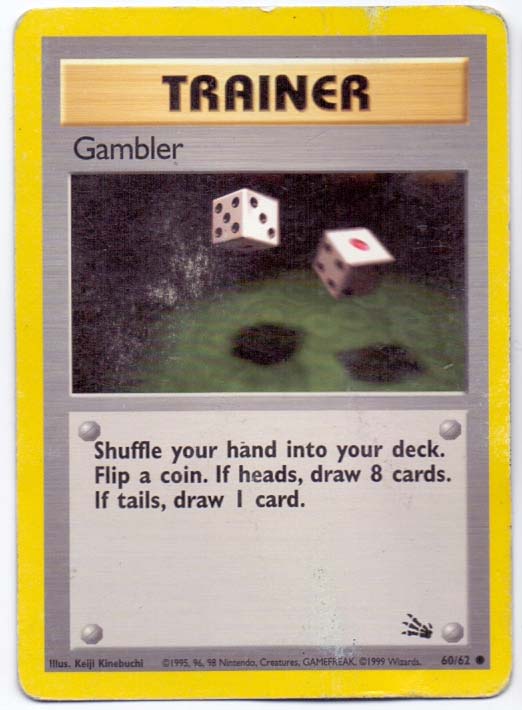 TRAINER
Gambler
Shuffle your hand into your deck.
Flip a coin. If heads, draw 8 cards.
If tails, draw 1 card.
Illus. Keiji Kinebuchi ©1995, 96, 98 Nintendo, Creatures, GAMEFREAK. ©1999 Wizards. 60/62